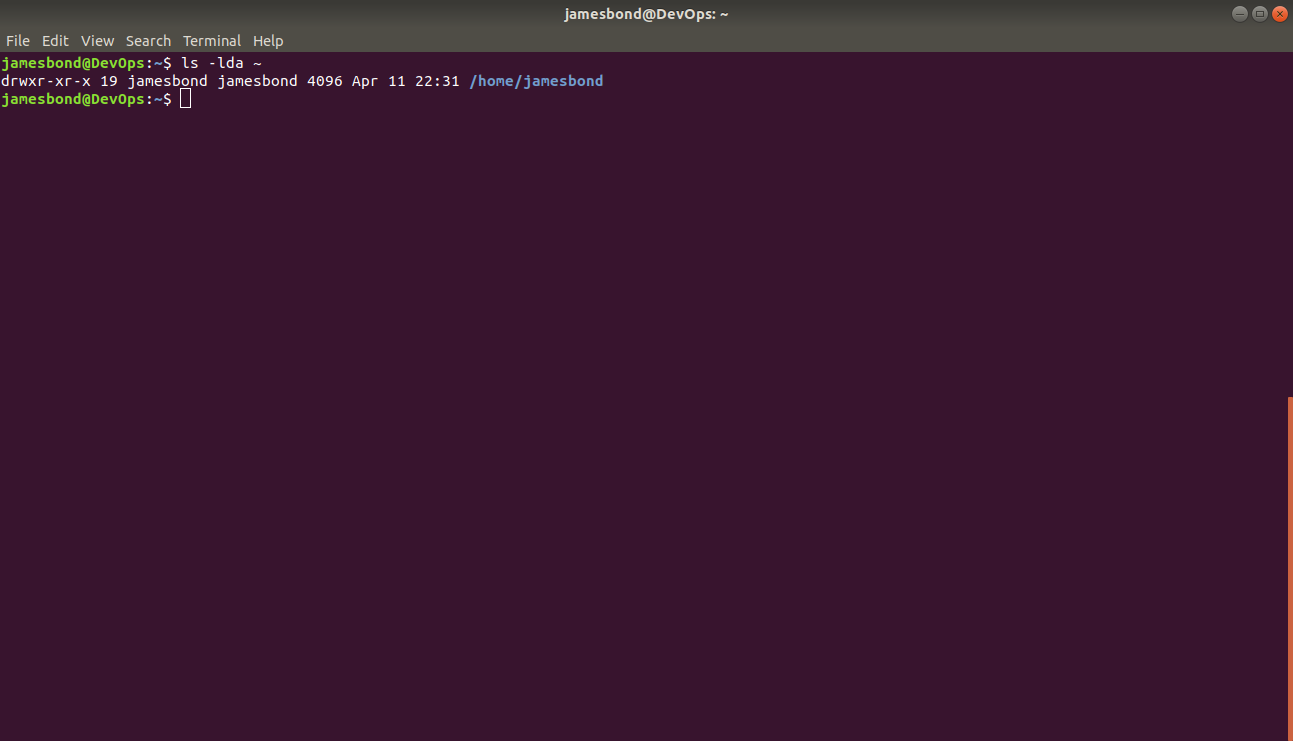 jamesbond@DevOps: ~
File Edit View Search Terminal Help
jamesbond@DevOps:~$ ls -lda ~
drwxr-xr-x 19 jamesbond jamesbond 4096 Apr 11 22:31 /home/jamesbond
jamesbond@DevOps:~$